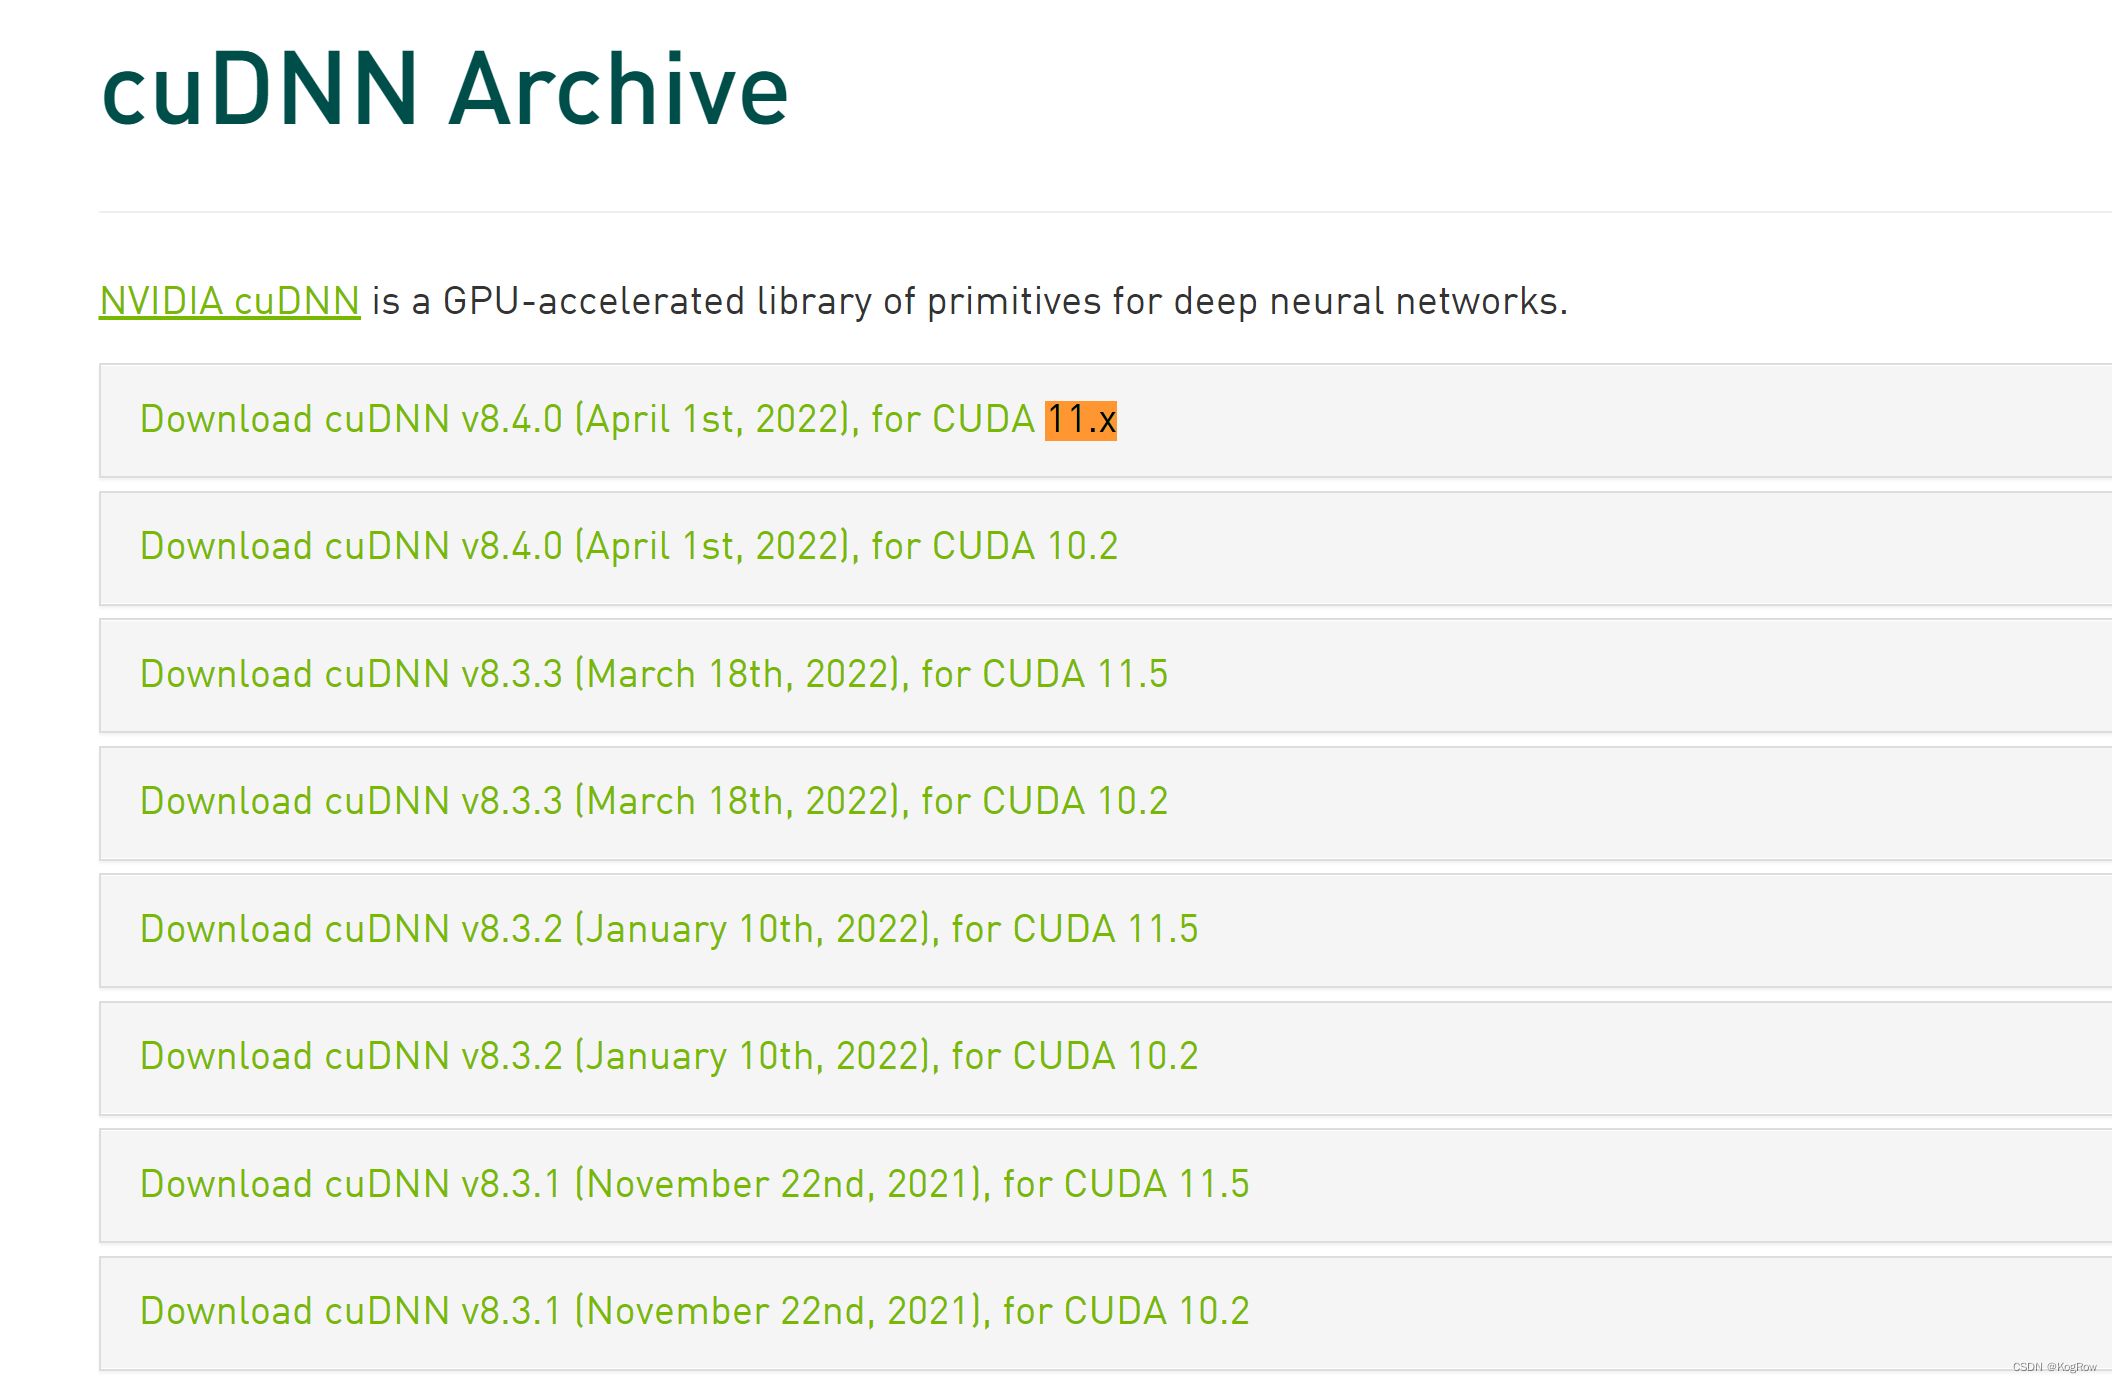 cuDNN Archive
NVIDIA cuDNN is a GPU-accelerated library of primitives for deep neural networks.
Download cuDNN v8.4.0 (April 1st, 2022), for CUDA 11.x
Download cuDNN v8.4.0 (April 1st, 2022), for CUDA 10.2
Download cuDNN v8.3.3 (March 18th, 2022), for CUDA 11.5
Download cuDNN v8.3.3 (March 18th, 2022), for CUDA 10.2
Download cuDNN v8.3.2 (January 10th, 2022), for CUDA 11.5
Download cuDNN v8.3.2 (January 10th, 2022), for CUDA 10.2
Download cuDNN v8.3.1 (November 22nd, 2021), for CUDA 11.5
Download cuDNN v8.3.1 (November 22nd, 2021), for CUDA 10.2
CSDN @KogRow